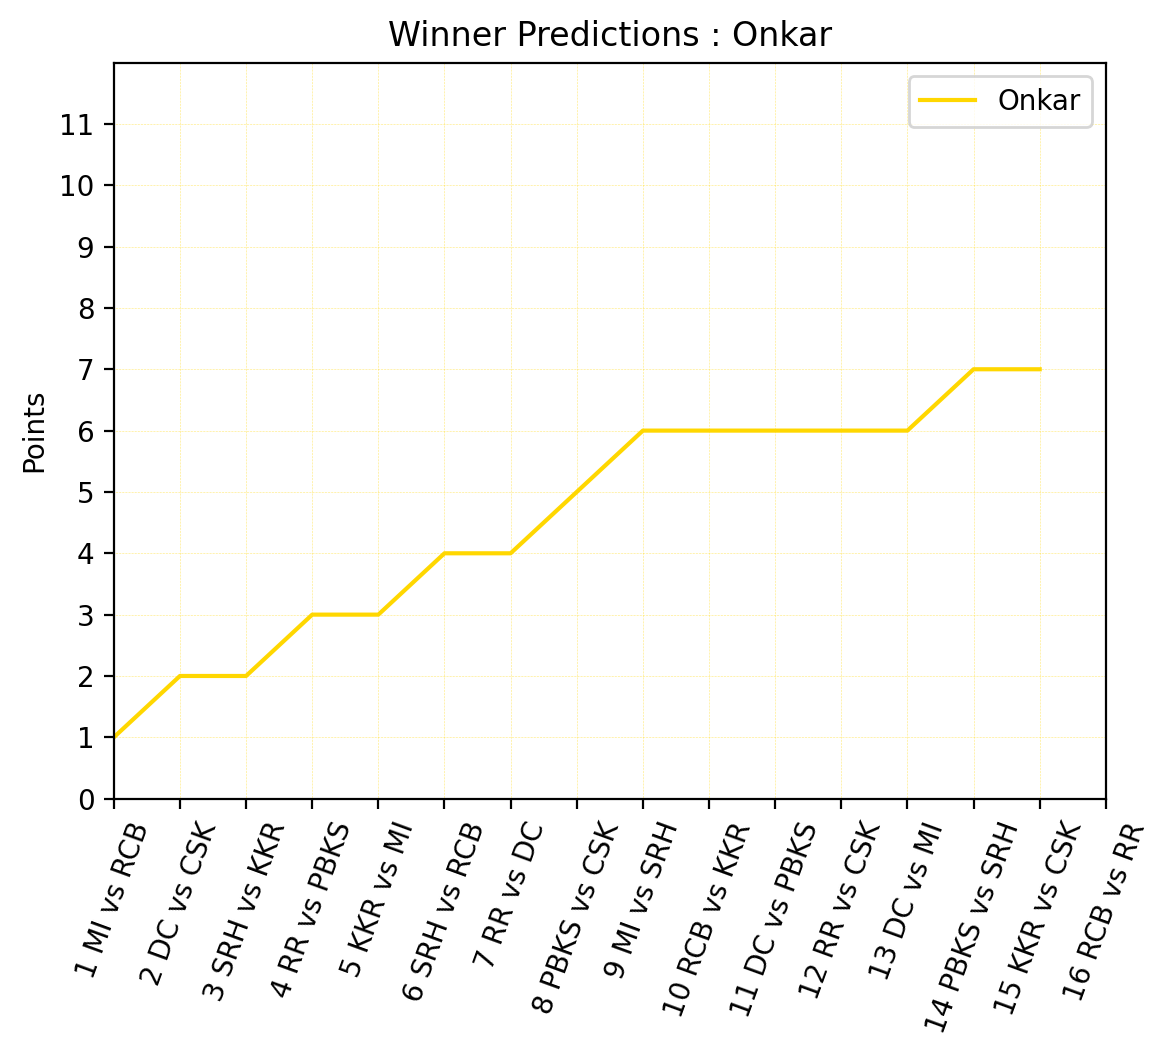 Winner Predictions : Onkar
Onkar
Points
11
10
9
8
7
6
5
4
3
2
1
0
1 MI vs RCB
2 DC vs CSK
3 SRH vs KKR
4 RR vs PBKS
5 KKR vs MI
6 SRH vs RCB
7 RR vs DC
8 PBKS vs CSK
9 MI vs SRH
10 RCB vs KKR
11 DC vs PBKS
12 RR vs CSK
13 DC vs MI
14 PBKS vs SRH
15 KKR vs CSK
16 RCB vs RR